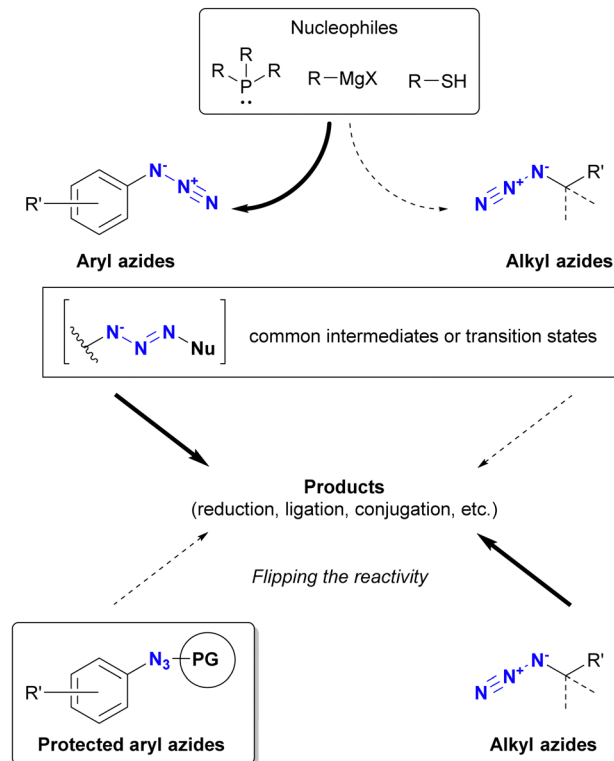 Nucleophiles
R
R R
P
R-MgX
R-SH
R'
N-
N+
N
Aryl azides
N
N+
N-
R'
Alkyl azides
N-
N
N
Nu
common intermediates or transition states
Products
(reduction, ligation, conjugation, etc.)
Flipping the reactivity
R'
N3
PG
Protected aryl azides
N
N+
N-
R'
Alkyl azides